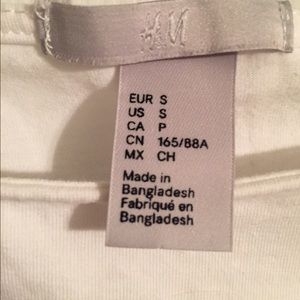 H&M
EUR S
US S
CA P
CN 165/88A
MX CH
Made in
Bangladesh
Fabriqué en
Bangladesh